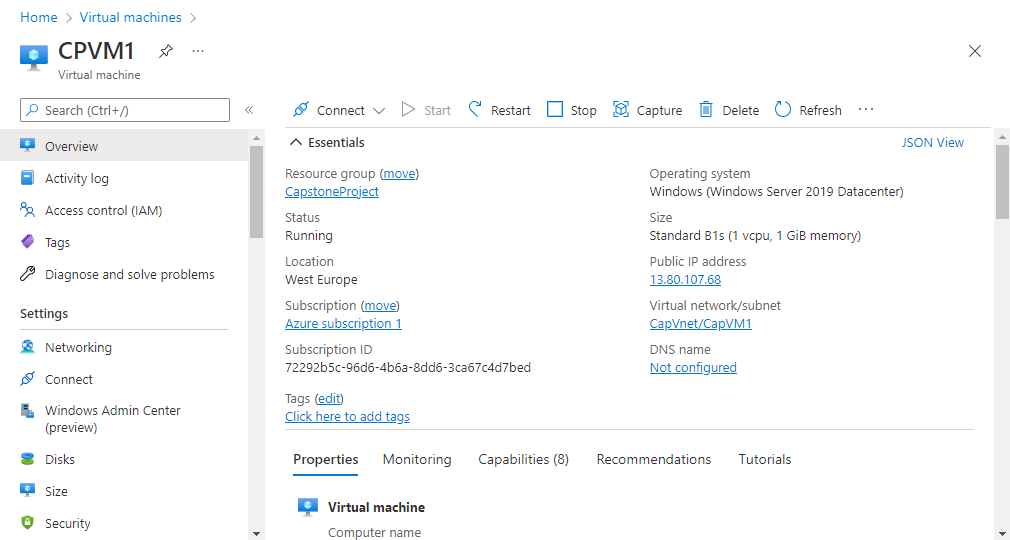 Home > Virtual machines >
CPVM1
Virtual machine
Search (Ctrl+/)
Overview
Activity log
Access control (IAM)
Tags
Diagnose and solve problems
Settings
Networking
Connect
Windows Admin Center
(preview)
Disks
Size
Security
Connect Start Restart Stop Capture Delete Refresh ...
Essentials
JSON View
Resource group (move)
CapstoneProject
Status
Running
Location
West Europe
Subscription (move)
Azure subscription 1
Subscription ID
72292b5c-96d6-4b6a-8dd6-3ca67c4d7bed
Operating system
Windows (Windows Server 2019 Datacenter)
Size
Standard B1s (1 vcpu, 1 GiB memory)
Public IP address
13.80.107.68
Virtual network/subnet
CapVnet/CapVM1
DNS name
Not configured
Tags (edit)
Click here to add tags
Properties Monitoring Capabilities (8) Recommendations Tutorials
Virtual machine
Computer name